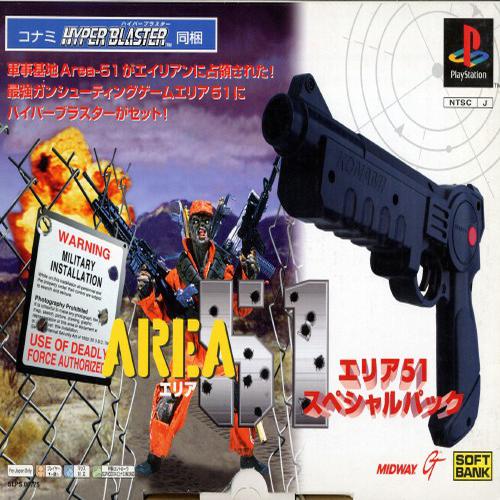 コナミ HYPER BLASTER 同梱
ハイパーブラスター
軍事基地Area-51がエイリアンに占領された!
最強ガンシューティングゲームエリア51に
ハイパーブラスターがセット!
PlayStation
NTSC J
KONAMI
WARNING
MILITARY
INSTALLATION
Photography Prohibited
USE OF DEADLY
FORCE AUTHORIZED
AREA 51
エリア
エリア51
スペシャルパック
MIDWAY GT
SOFT
BANK
For Japan Only